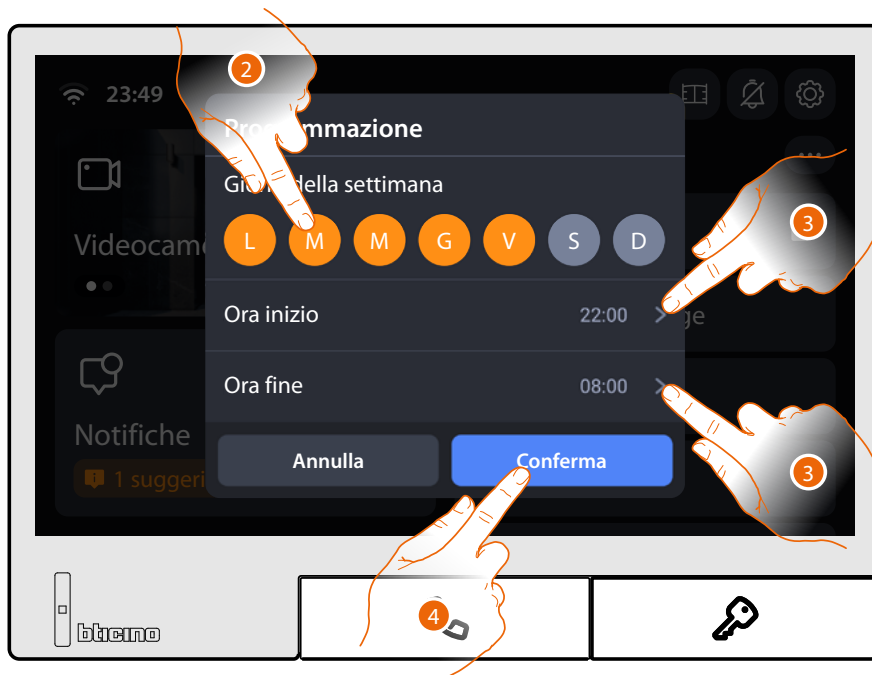 2
23:49
Programmazione
Giorni della settimana
L M M G V S D
3
Videocam
Ora inizio 22:00
ge
Ora fine 08:00
Notifiche
Annulla Conferma
3
1 suggeri
4
bticino